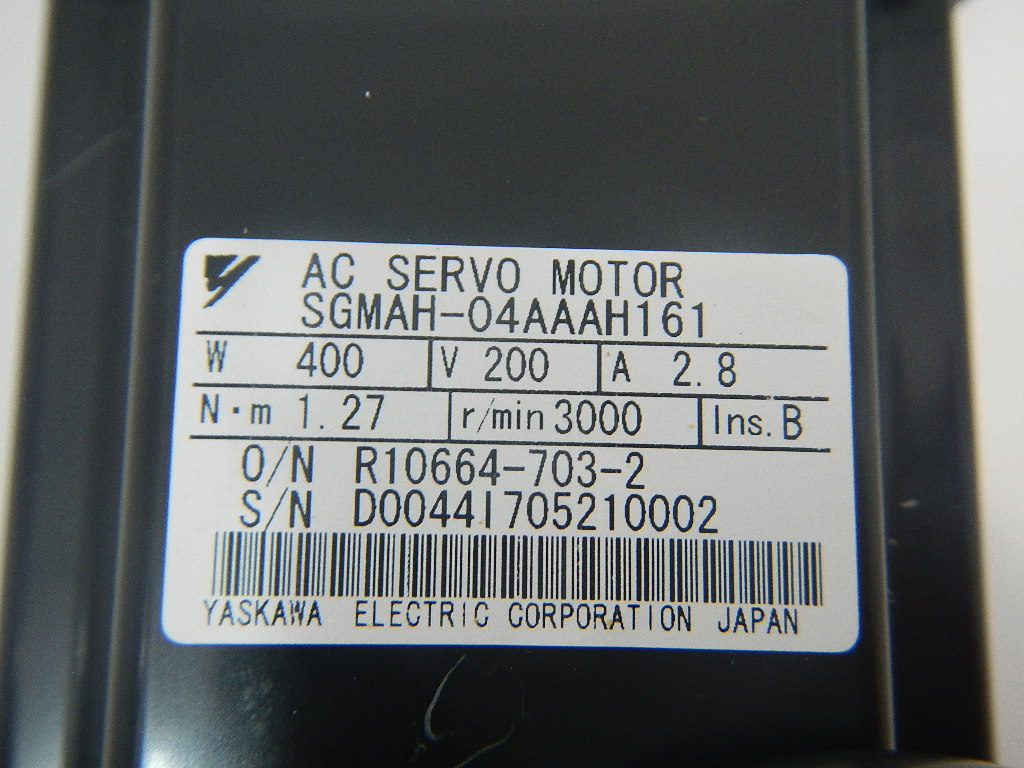 AC SERVO MOTOR
SGMAH-04AAAH161
W 400 V 200 A 2.8
N·m 1.27 r/min 3000 Ins. B
O/N R10664-703-2
S/N D0044I705210002
YASKAWA ELECTRIC CORPORATION JAPAN